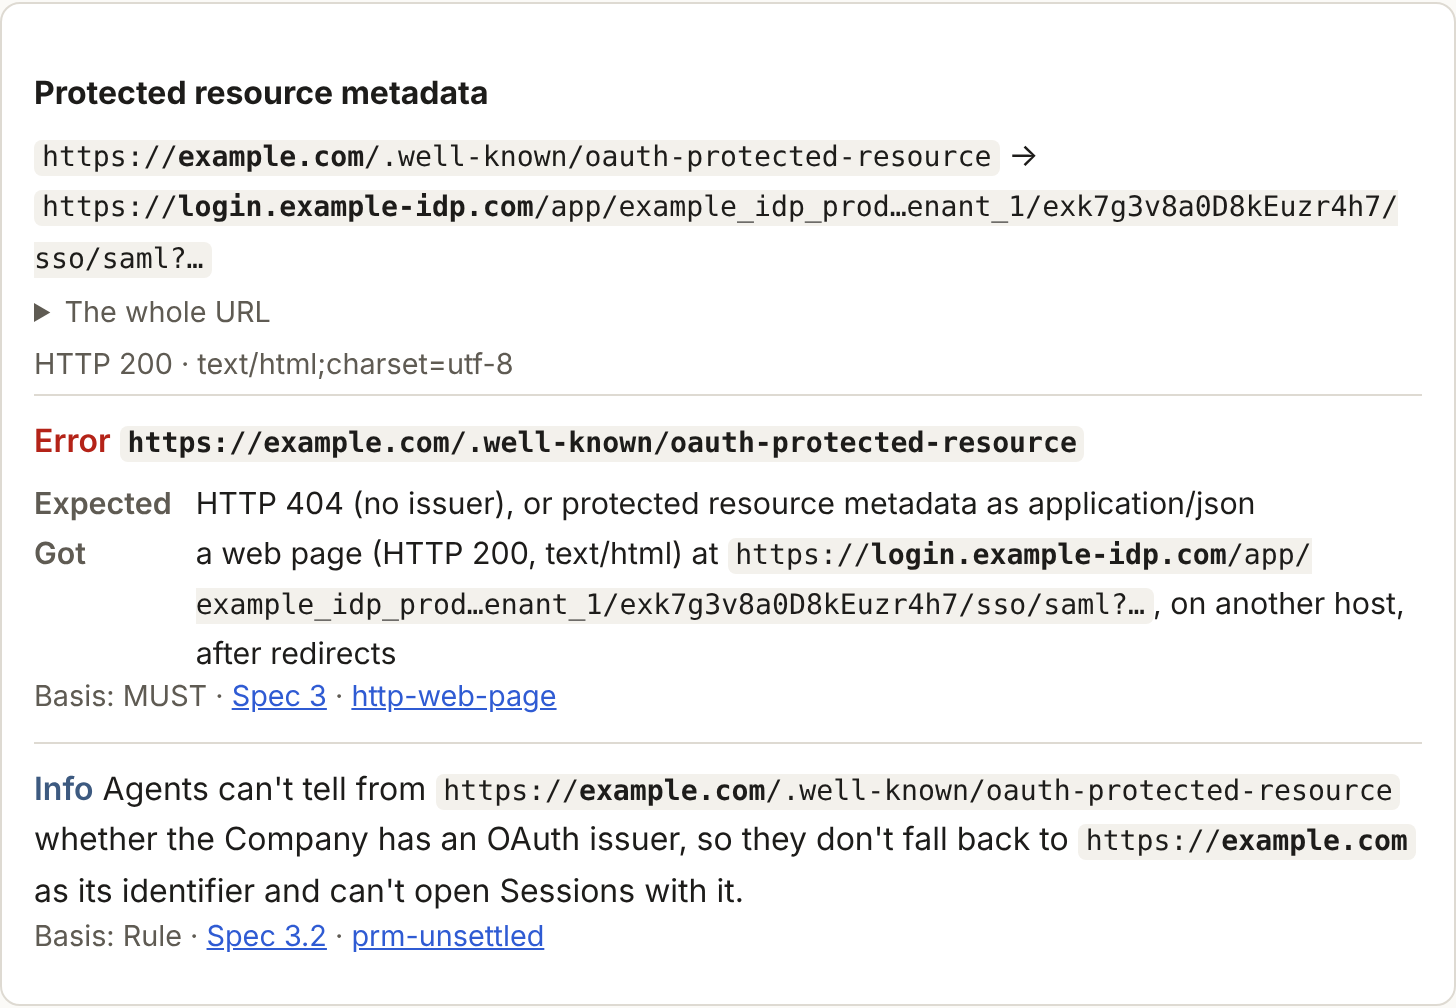 Protected resource metadata
https://example.com/.well-known/oauth-protected-resource →
https://login.example-idp.com/app/example_idp_prod…enant_1/exk7g3v8a0D8kEuzr4h7/
sso/saml?…
▶ The whole URL
HTTP 200 · text/html;charset=utf-8
Error https://example.com/.well-known/oauth-protected-resource
Expected HTTP 404 (no issuer), or protected resource metadata as application/json
Got a web page (HTTP 200, text/html) at https://login.example-idp.com/app/
example_idp_prod…enant_1/exk7g3v8a0D8kEuzr4h7/sso/saml?…, on another host,
after redirects
Basis: MUST · Spec 3 · http-web-page
Info Agents can't tell from https://example.com/.well-known/oauth-protected-resource
whether the Company has an OAuth issuer, so they don't fall back to https://example.com
as its identifier and can't open Sessions with it.
Basis: Rule · Spec 3.2 · prm-unsettled